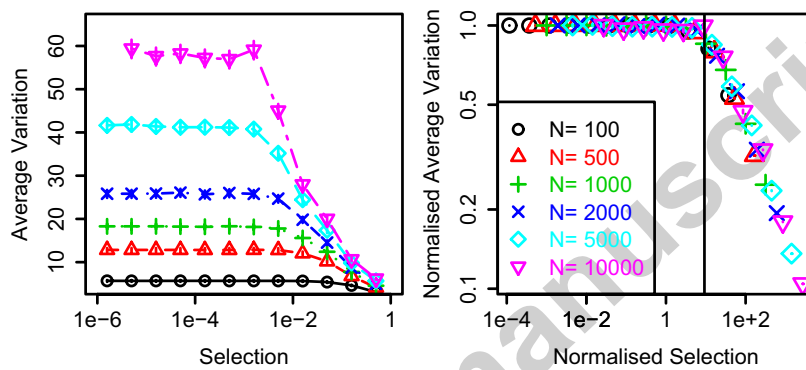 Average Variation
60
50
40
30
20
10
1e-6
1e-4
1e-2
1
Selection
Normalised Average Variation
1.0
0.5
0.2
0.1
N= 100
N= 500
N= 1000
N= 2000
N= 5000
N= 10000
1e-4
1e-2
1
1e+2
Normalised Selection
manuscri